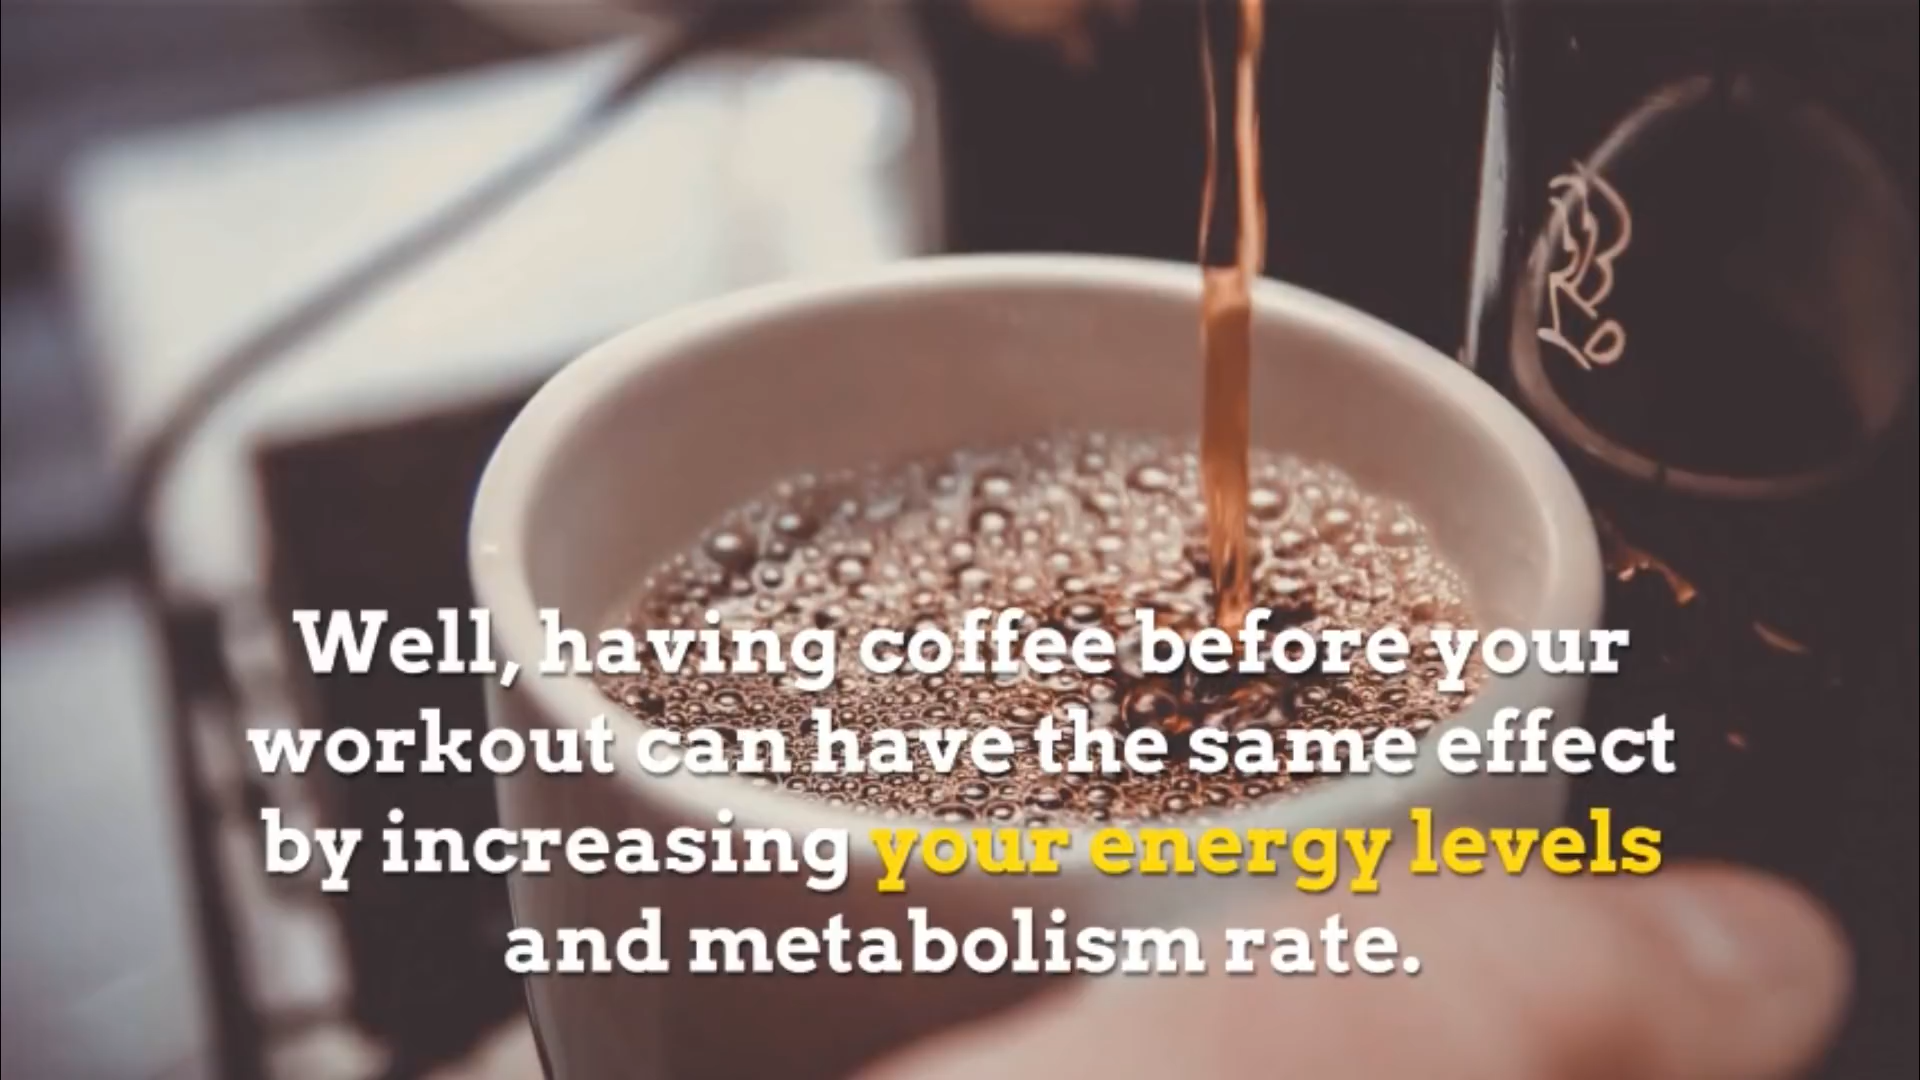 Well, having coffee before your
workout can have the same effect
by increasing your energy levels
and metabolism rate.